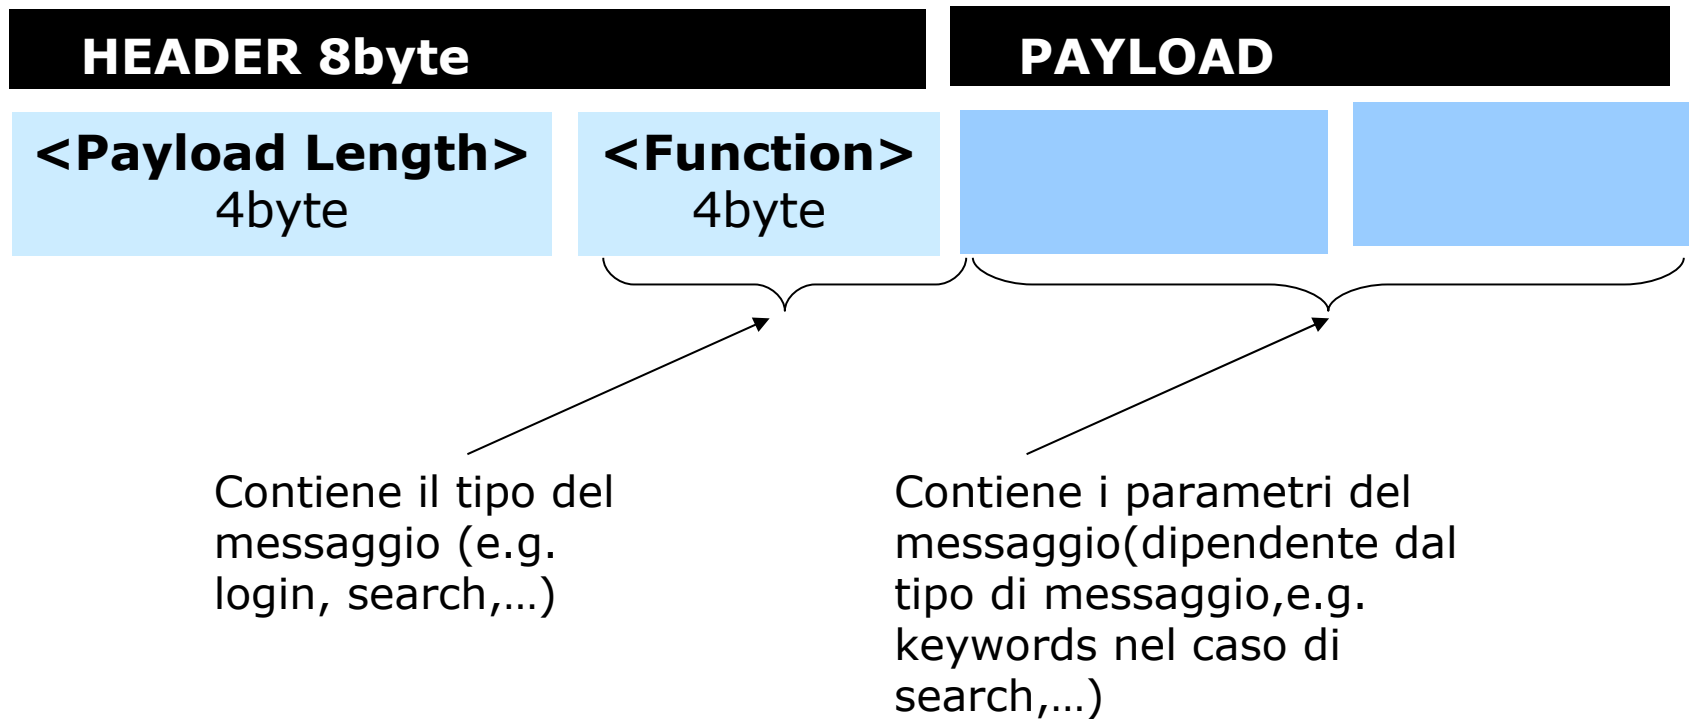 HEADER 8byte
PAYLOAD
<Payload Length>
4byte
<Function>
4byte
Contiene il tipo del
messaggio (e.g.
login, search,…)
Contiene i parametri del
messaggio(dipendente dal
tipo di messaggio,e.g.
keywords nel caso di
search,…)